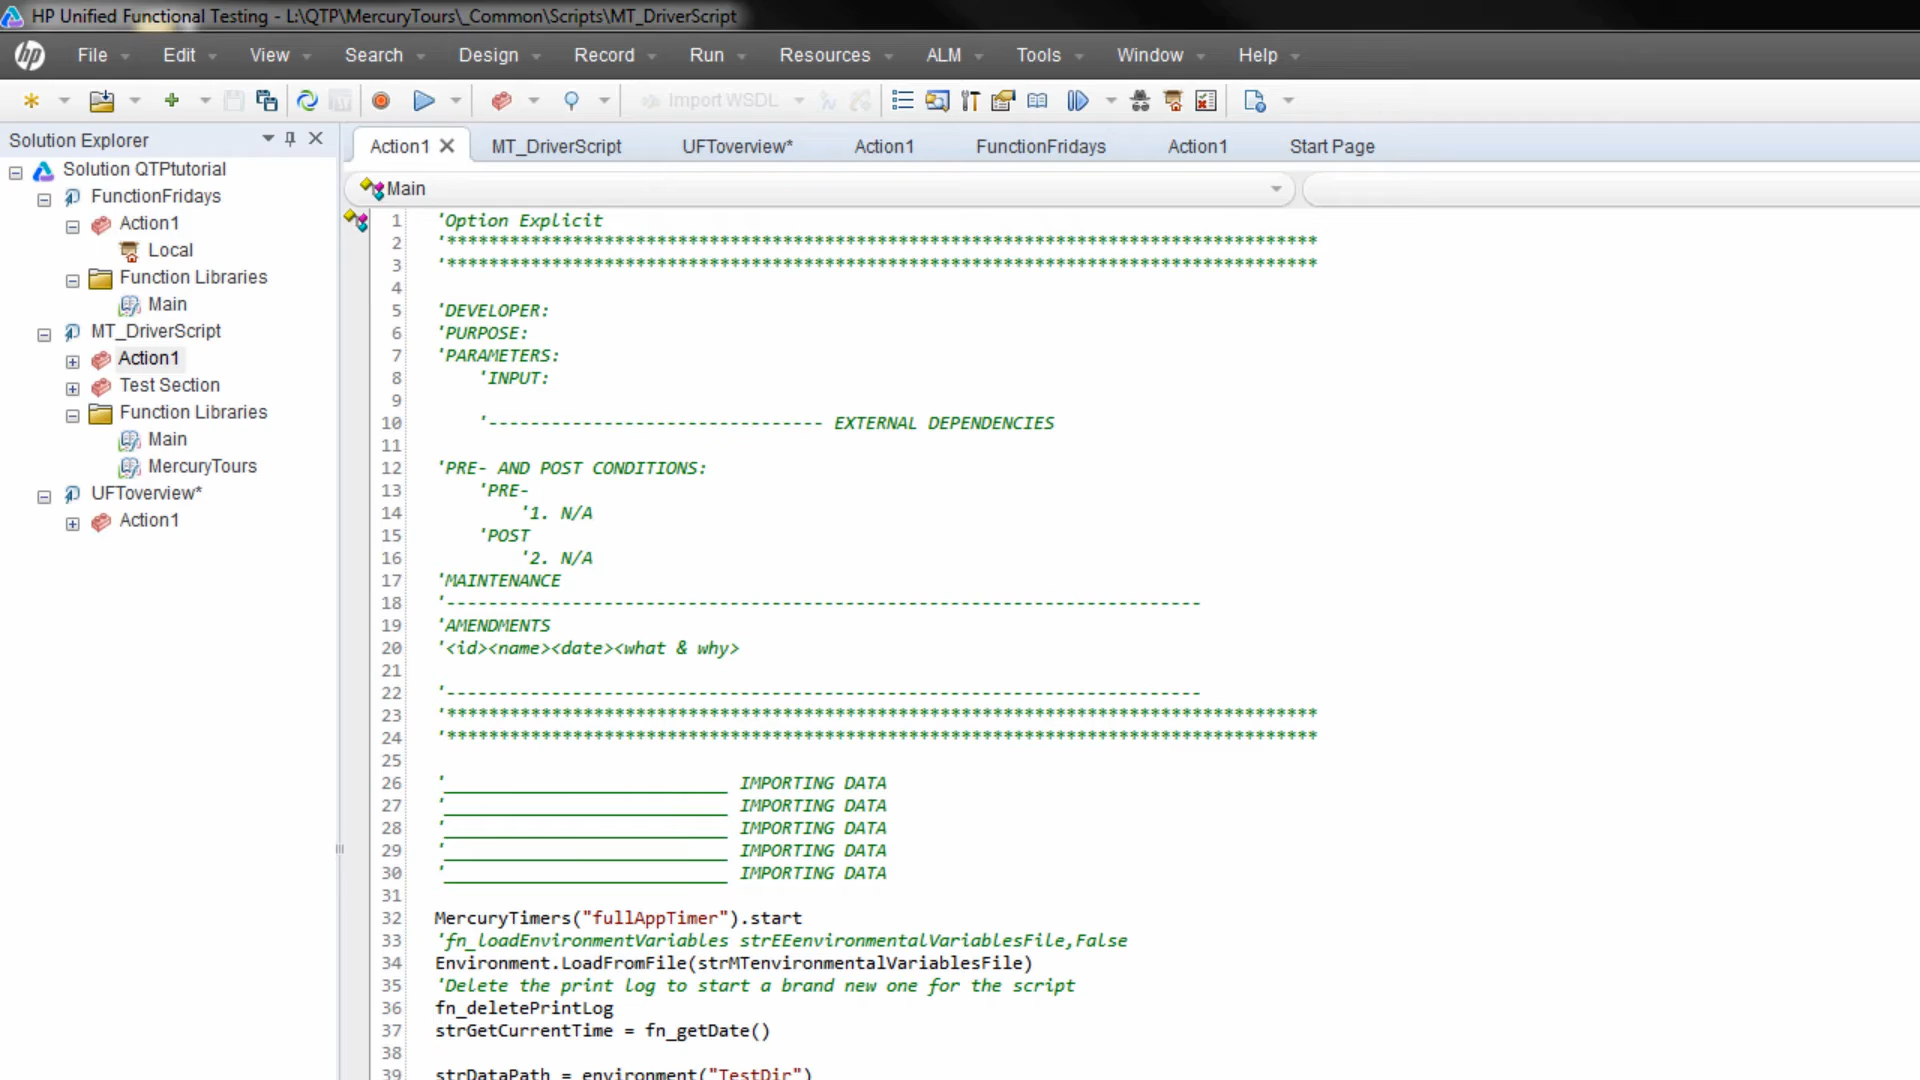 HP Unified Functional Testing - L:\QTP\MercuryTours\_Common\Scripts\MT_DriverScript
hp File Edit View Search Design Record Run Resources ALM Tools Window Help
Import WSDL
Solution Explorer
Solution QTPtutorial
FunctionFridays
Action1
Local
Function Libraries
Main
MT_DriverScript
Action1
Test Section
Function Libraries
Main
MercuryTours
UFToverview*
Action1
Action1 MT_DriverScript UFToverview* Action1 FunctionFridays Action1 Start Page
Main
1 'Option Explicit
2 '***********************************************************************************
3 '***********************************************************************************
4
5 'DEVELOPER:
6 'PURPOSE:
7 'PARAMETERS:
8 'INPUT:
9
10 '-------------------------------- EXTERNAL DEPENDENCIES
11
12 'PRE- AND POST CONDITIONS:
13 'PRE-
14 '1. N/A
15 'POST
16 '2. N/A
17 'MAINTENANCE
18 '------------------------------------------------------------------------
19 'AMENDMENTS
20 '<id><name><date><what & why>
21
22 '------------------------------------------------------------------------
23 '***********************************************************************************
24 '***********************************************************************************
25
26 '___________________________ IMPORTING DATA
27 '___________________________ IMPORTING DATA
28 '___________________________ IMPORTING DATA
29 '___________________________ IMPORTING DATA
30 '___________________________ IMPORTING DATA
31
32 MercuryTimers("fullAppTimer").start
33 'fn_loadEnvironmentVariables strEEenvironmentalVariablesFile,False
34 Environment.LoadFromFile(strMTenvironmentalVariablesFile)
35 'Delete the print log to start a brand new one for the script
36 fn_deletePrintLog
37 strGetCurrentTime = fn_getDate()
38
39 strDataPath = environment("TestDir")